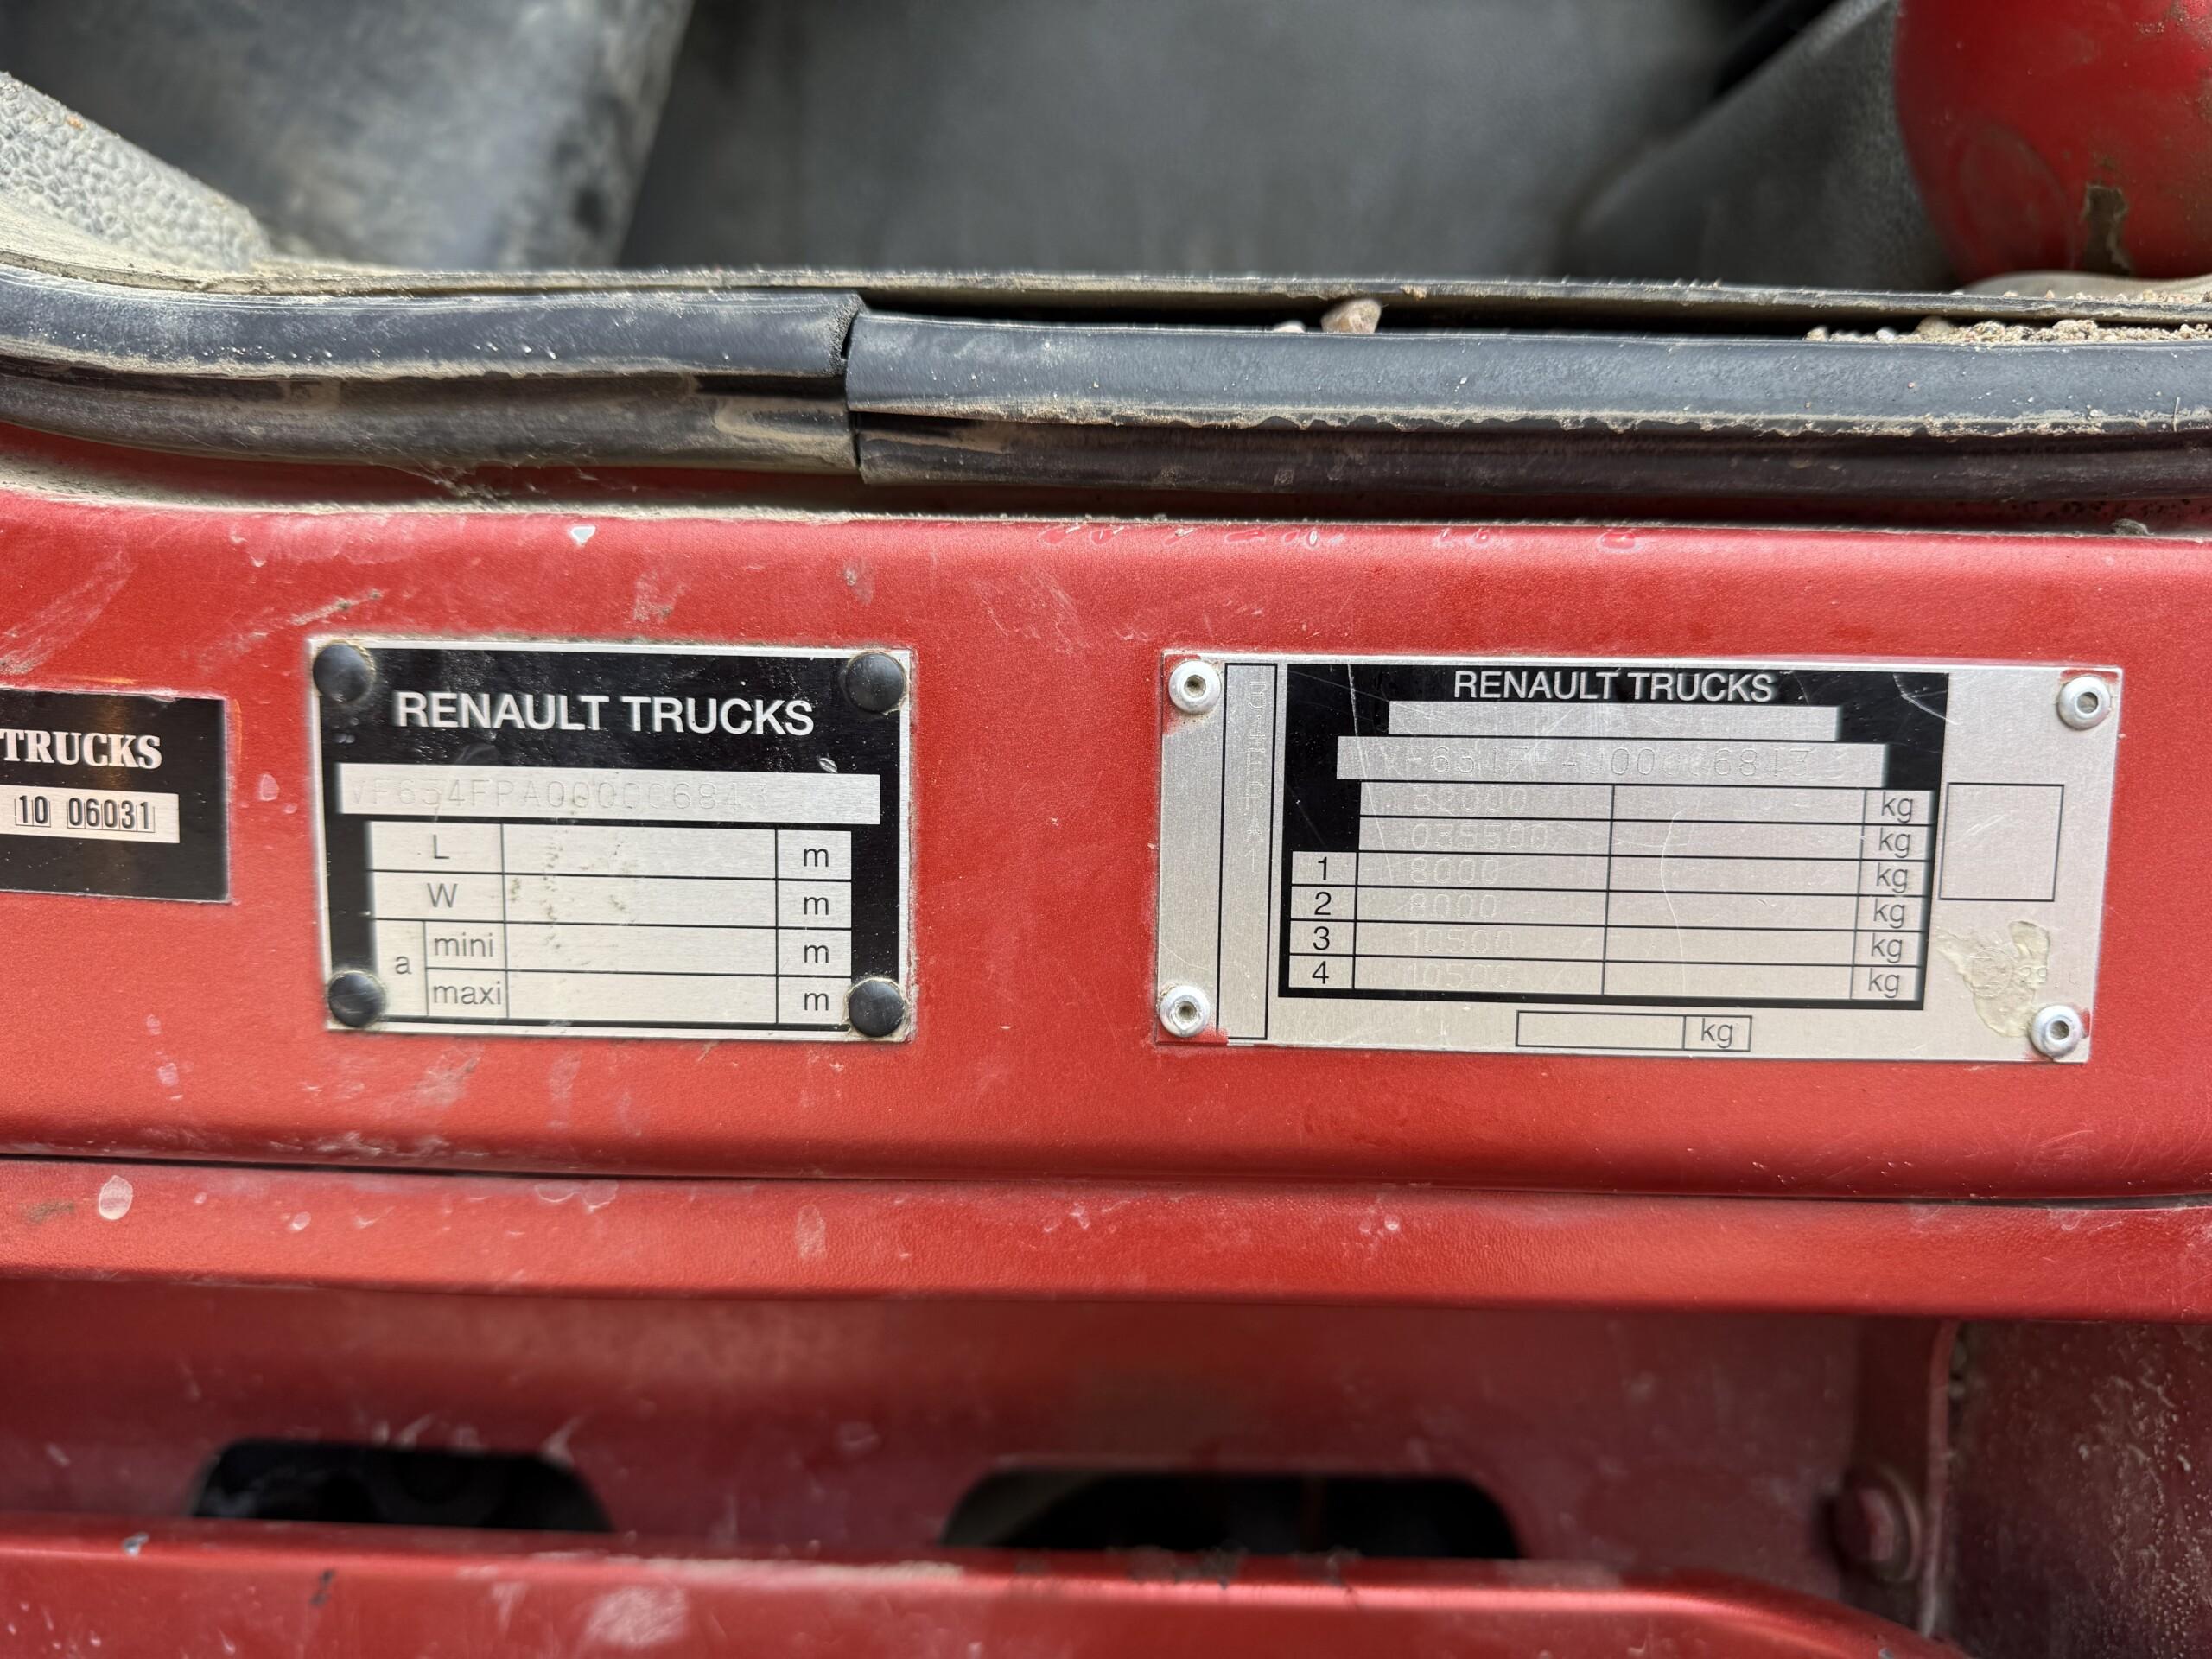 TRUCKS
10 06031
RENAULT TRUCKS
L m
W m
a mini m
maxi m
RENAULT TRUCKS
32000 kg
035500 kg
1 8000 kg
2 8000 kg
3 10500 kg
4 10500 kg
kg